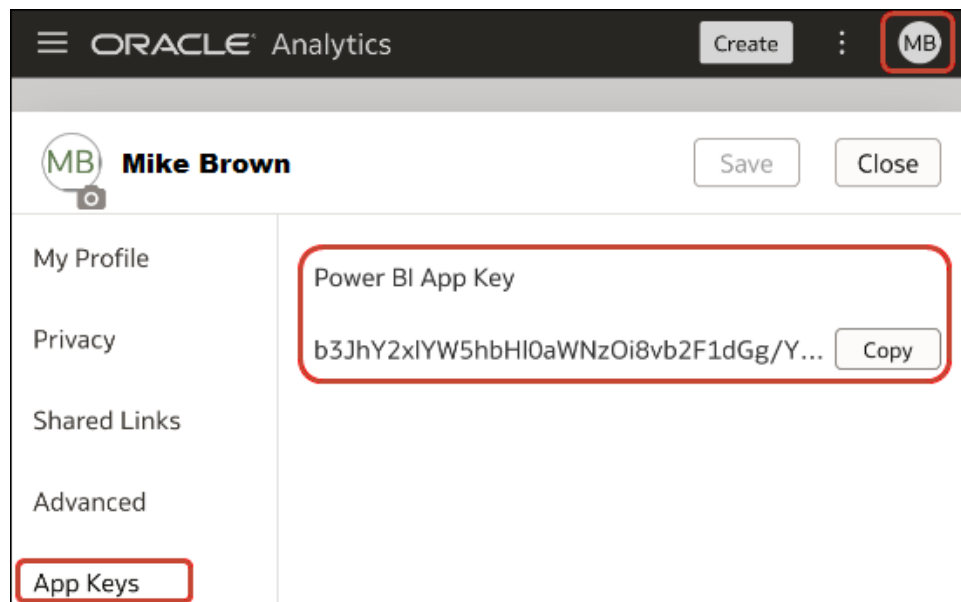 ORACLE Analytics Create MB
MB Mike Brown Save Close
My Profile
Power BI App Key
Privacy
b3JhY2xlYW5hbHl0aWNzOi8vb2F1dGg/Y... Copy
Shared Links
Advanced
App Keys